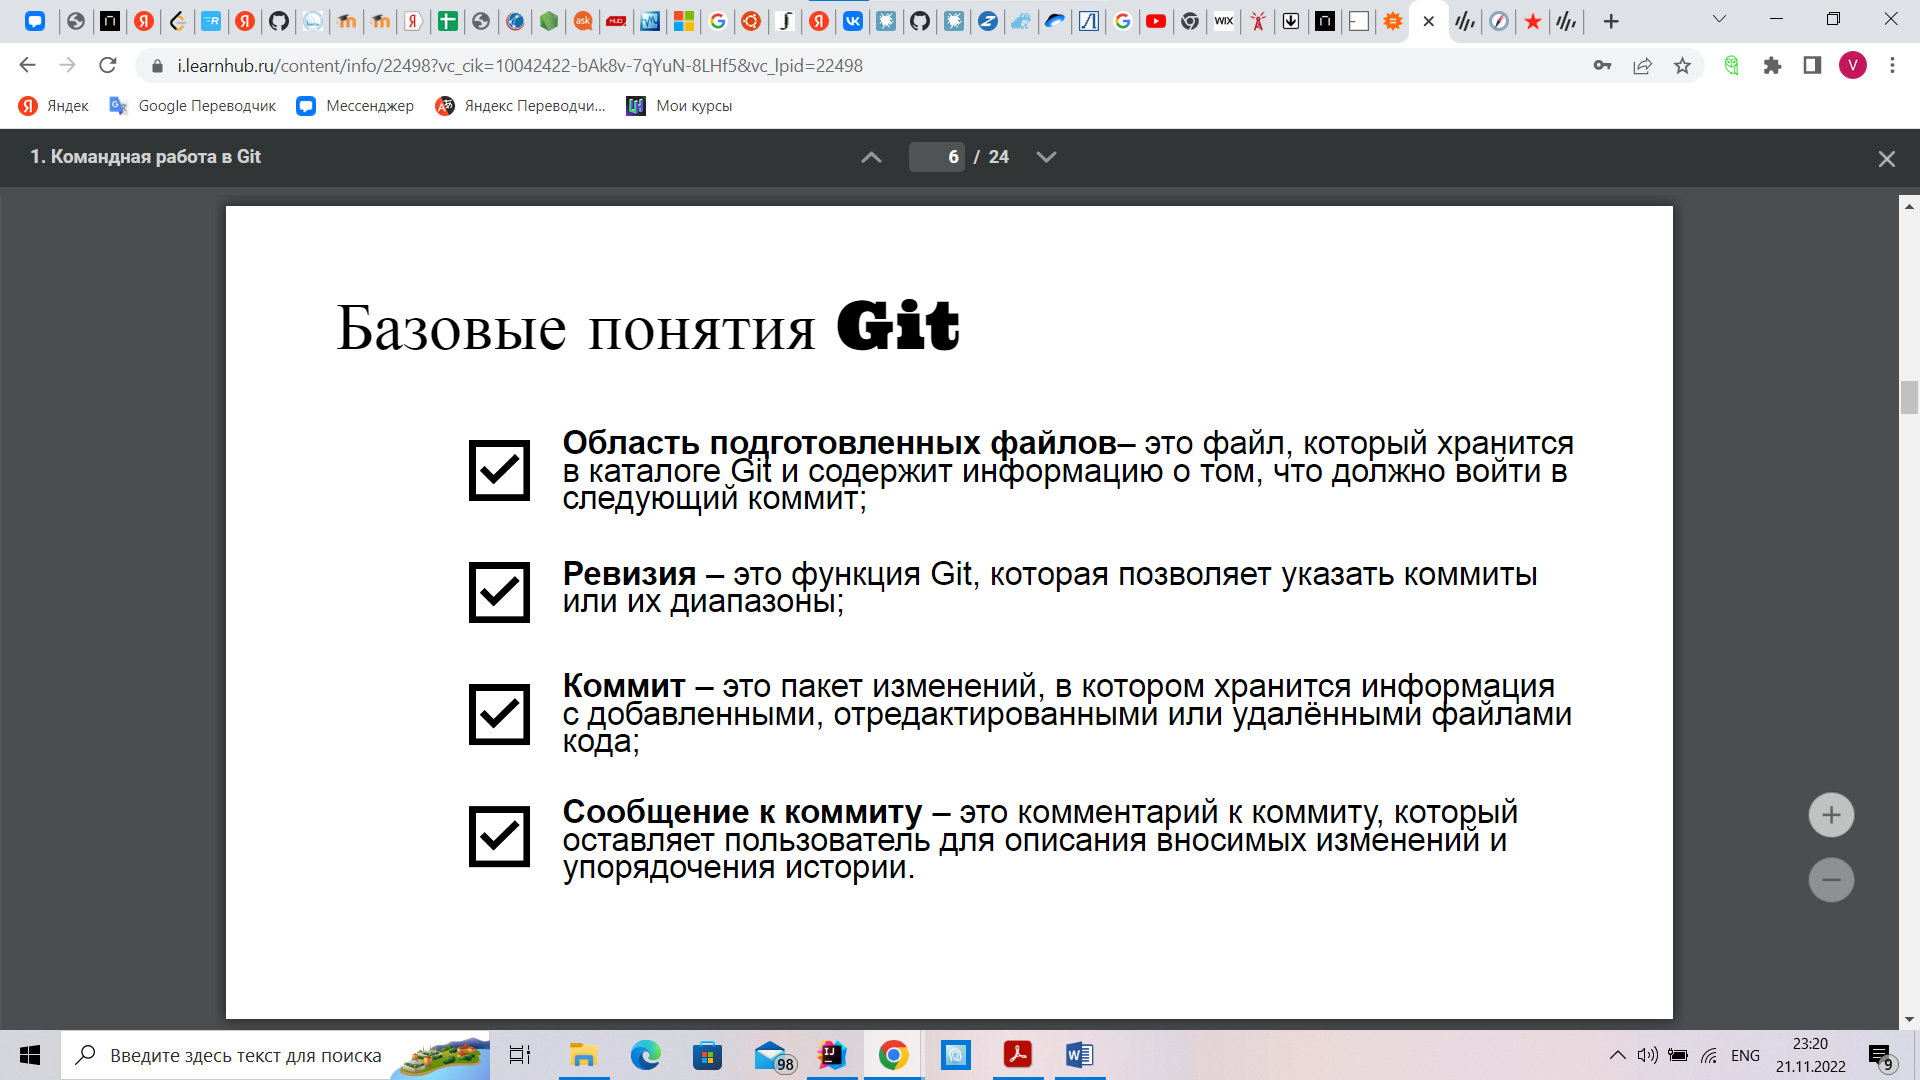 i.learnhub.ru/content/info/22498?vc_cik=10042422-bAk8v-7qYuN-8LHf5&vc_lpid=22498
V
Яндек
Google Переводчик
Мессенджер
Яндекс Переводчи...
Мои курсы
1. Командная работа в Git
6 / 24
Базовые понятия Git
Область подготовленных файлов– это файл, который хранится
в каталоге Git и содержит информацию о том, что должно войти в
следующий коммит;
Ревизия – это функция Git, которая позволяет указать коммиты
или их диапазоны;
Коммит – это пакет изменений, в котором хранится информация
с добавленными, отредактированными или удалёнными файлами
кода;
Сообщение к коммиту – это комментарий к коммиту, который
оставляет пользователь для описания вносимых изменений и
упорядочения истории.
Введите здесь текст для поиска
98
ENG
23:20
21.11.2022
9